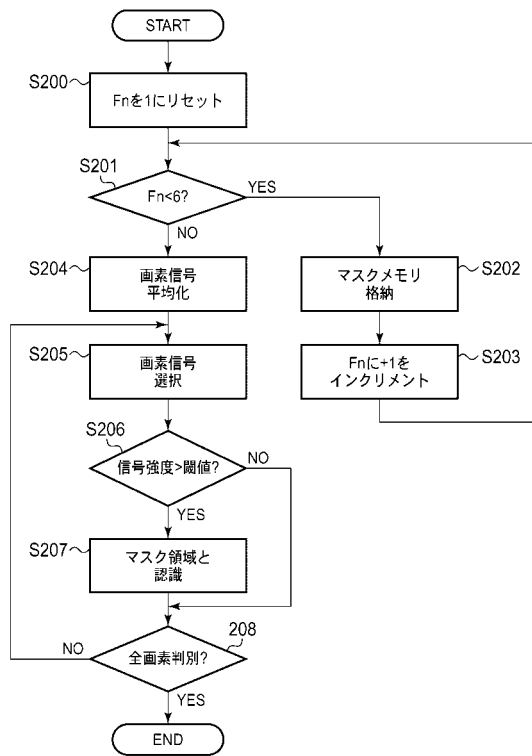 START
S200
Fnを1にリセット
S201
Fn<6?
YES
NO
S204
画素信号
平均化
S202
マスクメモリ
格納
S205
画素信号
選択
S203
Fnに+1を
インクリメント
S206
信号強度>閾値?
NO
YES
S207
マスク領域と
認識
208
全画素判別?
NO
YES
END